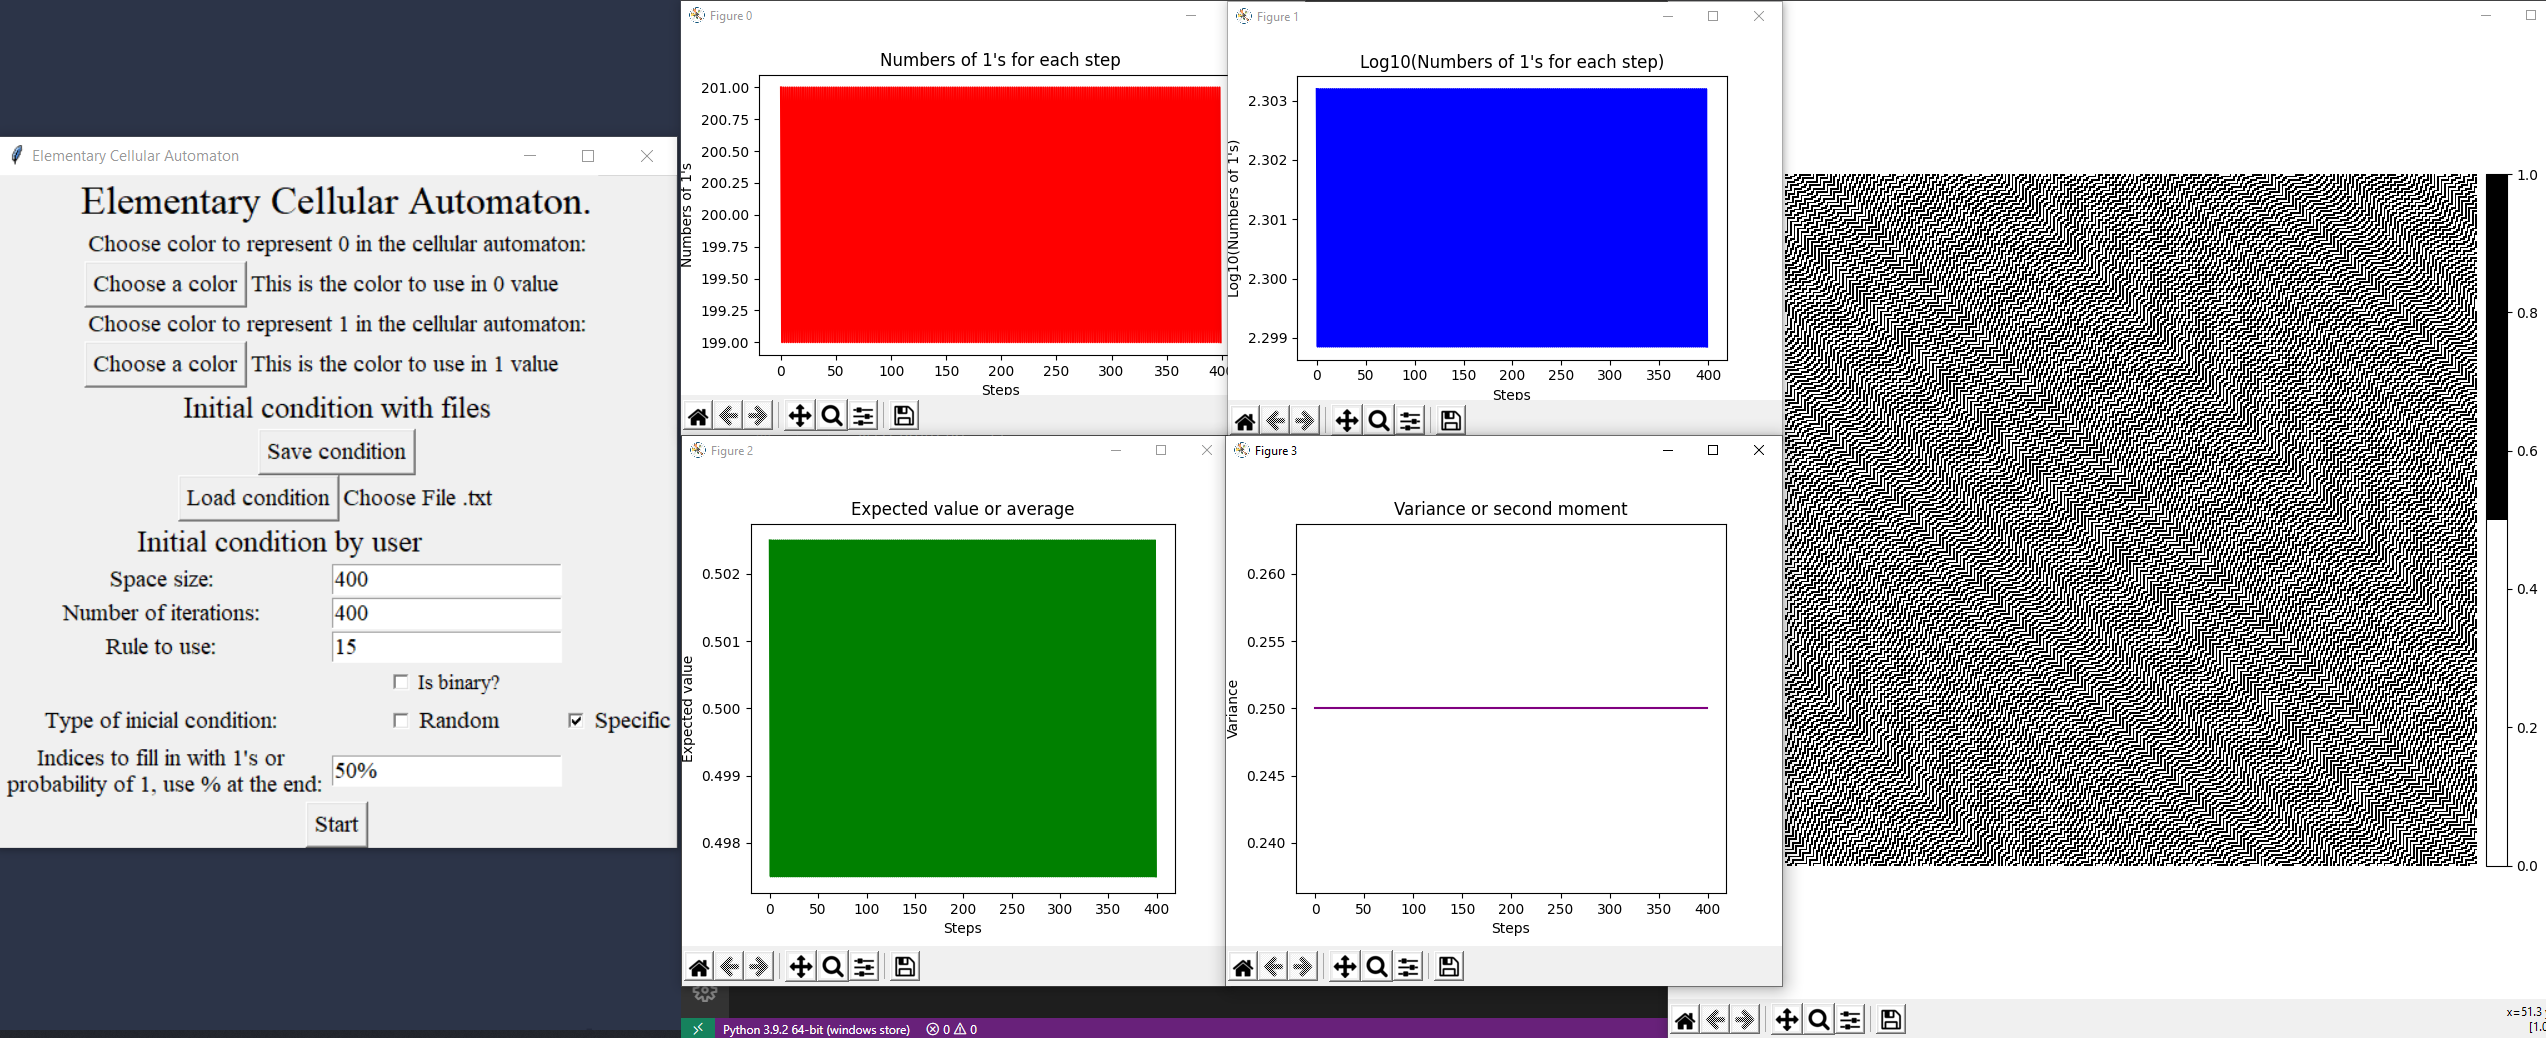 Elementary Cellular Automaton
Elementary Cellular Automaton.
Choose color to represent 0 in the cellular automaton:
Choose a color This is the color to use in 0 value
Choose color to represent 1 in the cellular automaton:
Choose a color This is the color to use in 1 value
Initial condition with files
Save condition
Load condition Choose File .txt
Initial condition by user
Space size: 400
Number of iterations: 400
Rule to use: 15
Is binary?
Type of inicial condition: Random Specific
Indices to fill in with 1's or
probability of 1, use % at the end: 50%
Start
Figure 0
Numbers of 1's for each step
201.00
200.75
200.50
200.25
200.00
199.75
199.50
199.25
199.00
Numbers of 1's
0 50 100 150 200 250 300 350 400
Steps
Figure 1
Log10(Numbers of 1's for each step)
2.303
2.302
2.301
2.300
2.299
Log10(Numbers of 1's)
0 50 100 150 200 250 300 350 400
Steps
Figure 2
Expected value or average
0.502
0.501
0.500
0.499
0.498
Expected value
0 50 100 150 200 250 300 350 400
Steps
Figure 3
Variance or second moment
0.260
0.255
0.250
0.245
0.240
Variance
0 50 100 150 200 250 300 350 400
Steps
1.0
0.8
0.6
0.4
0.2
0.0
x=51.3
[1.0
Python 3.9.2 64-bit (windows store) 0 0